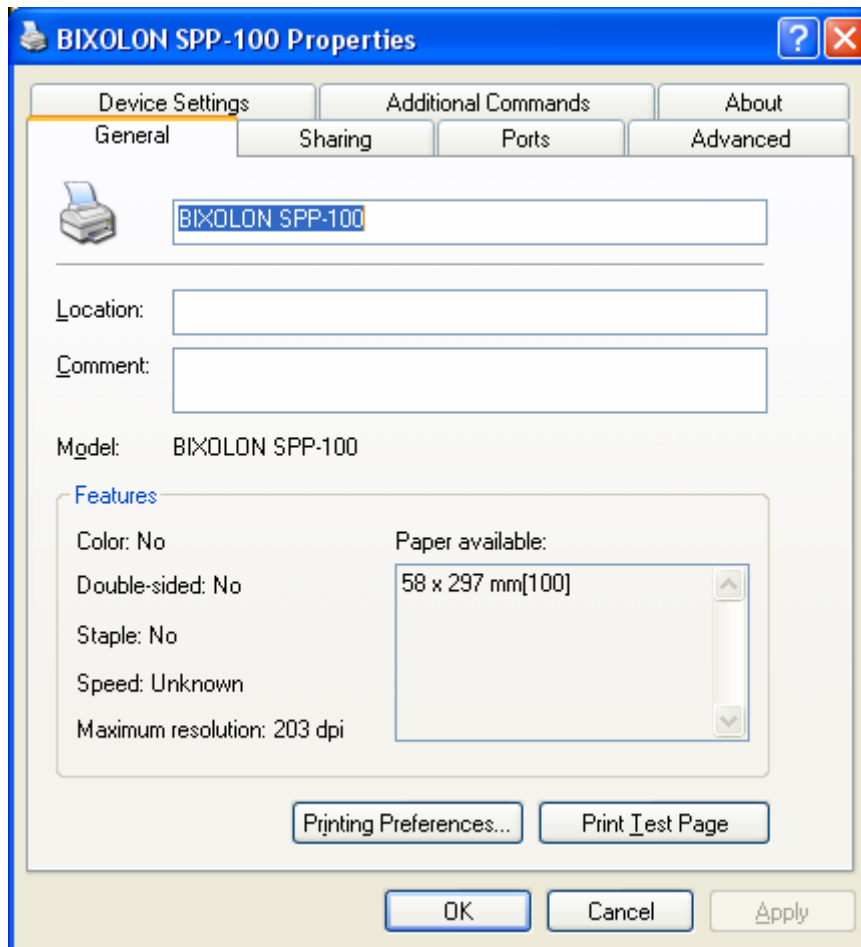 BIXOLON SPP-100 Properties
Device Settings Additional Commands About
General Sharing Ports Advanced
BIXOLON SPP-100
Location:
Comment:
Model: BIXOLON SPP-100
Features
Color: No Paper available:
Double-sided: No 58 x 297 mm[100]
Staple: No
Speed: Unknown
Maximum resolution: 203 dpi
Printing Preferences... Print Test Page
OK Cancel Apply